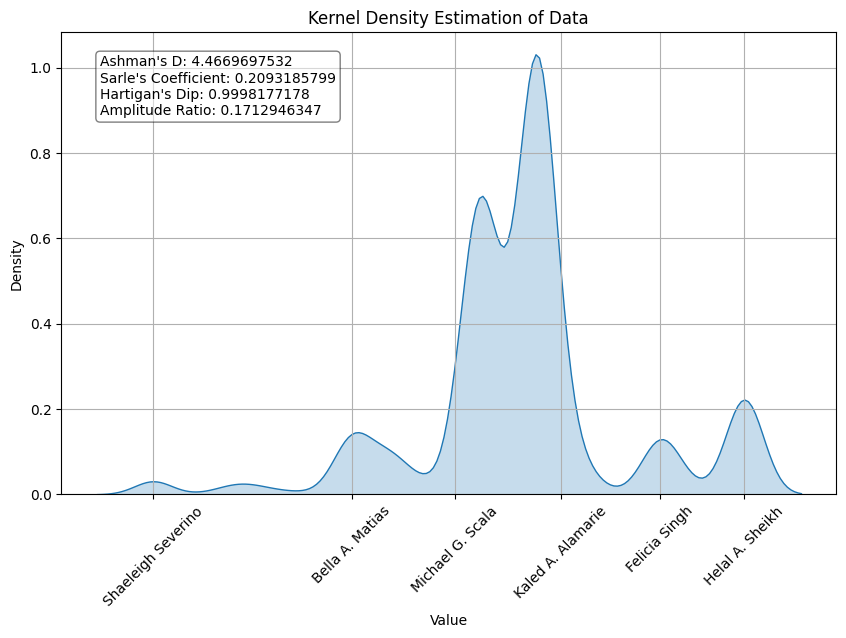 Kernel Density Estimation of Data
Ashman's D: 4.4669697532
Sarle's Coefficient: 0.2093185799
Hartigan's Dip: 0.9998177178
Amplitude Ratio: 0.1712946347
Density
1.0
0.8
0.6
0.4
0.2
0.0
Shaeleigh Severino
Bella A. Matias
Michael G. Scala
Kaled A. Alamarie
Felicia Singh
Helal A. Sheikh
Value